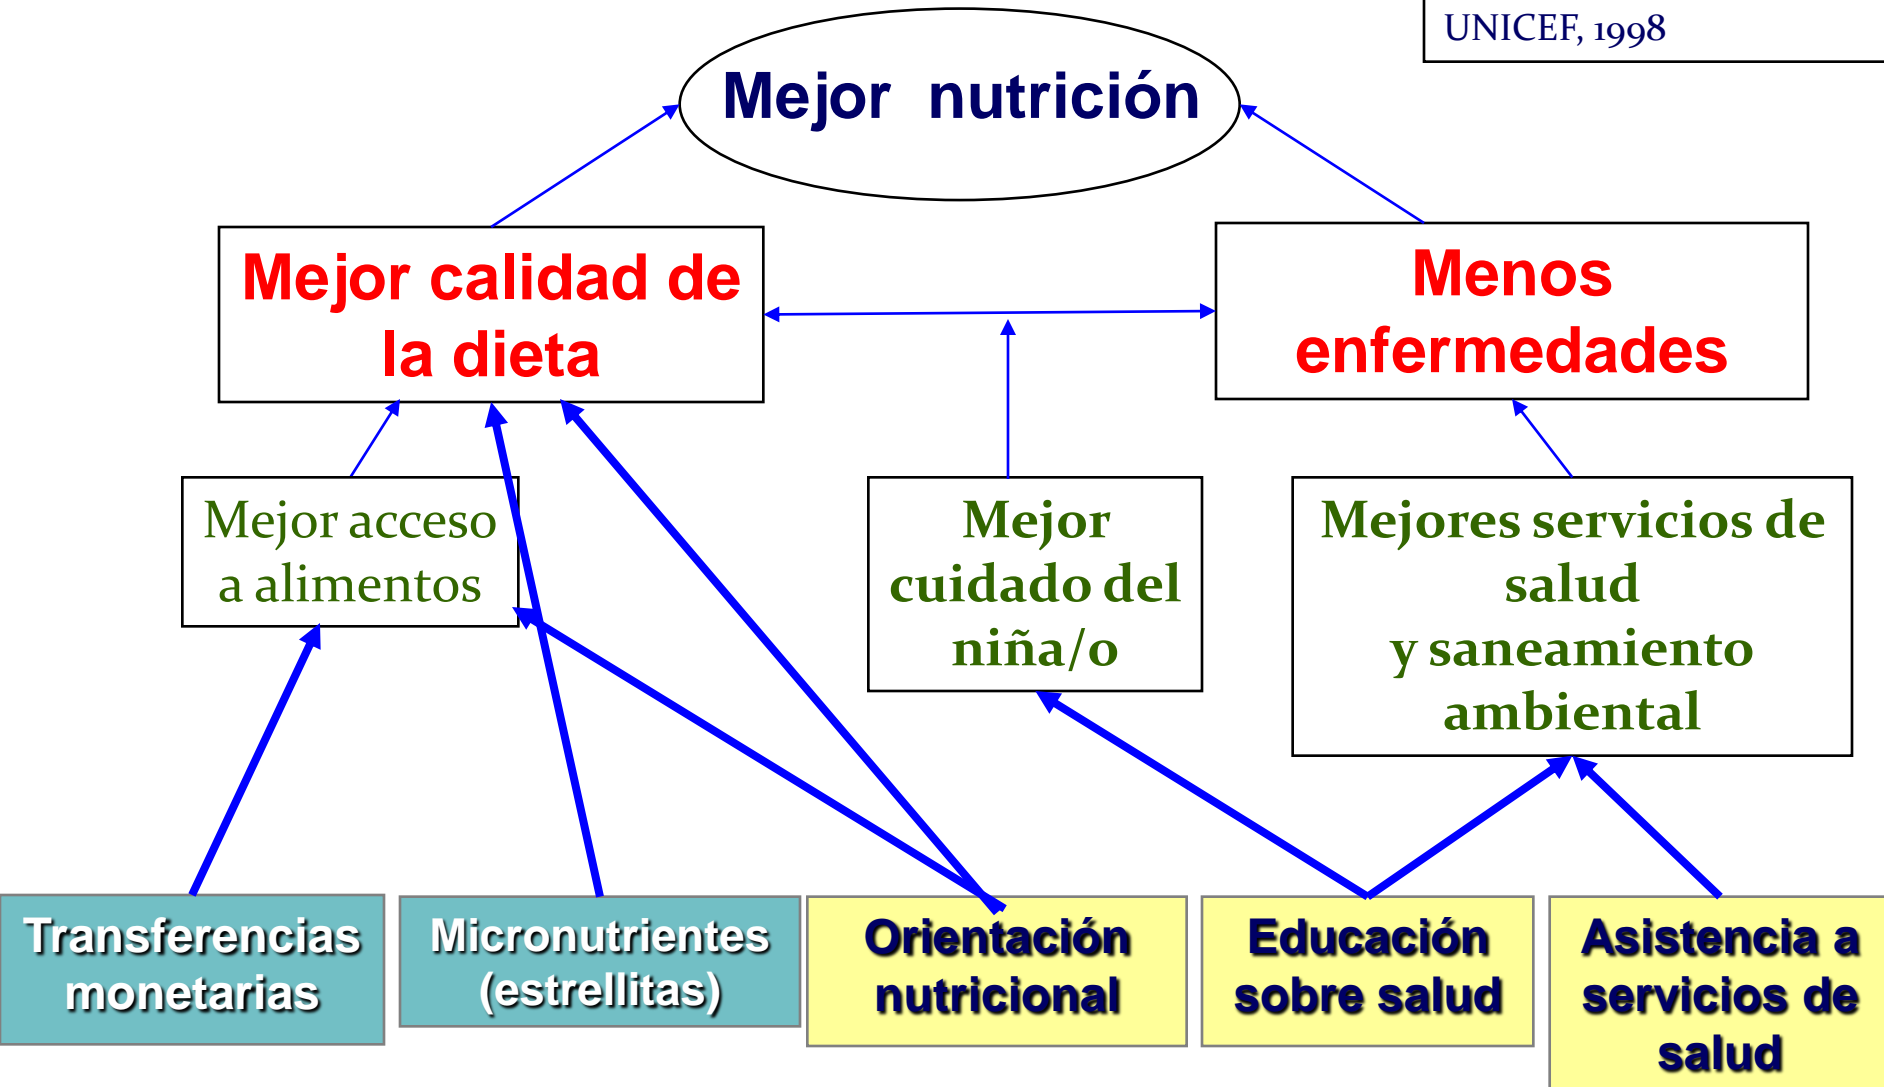 UNICEF, 1998
Mejor nutrición
Mejor calidad de
la dieta
Menos
enfermedades
Mejor acceso
a alimentos
Mejor
cuidado del
niña/o
Mejores servicios de
salud
y saneamiento
ambiental
Transferencias
monetarias
Micronutrientes
(estrellitas)
Orientación
nutricional
Educación
sobre salud
Asistencia a
servicios de
salud